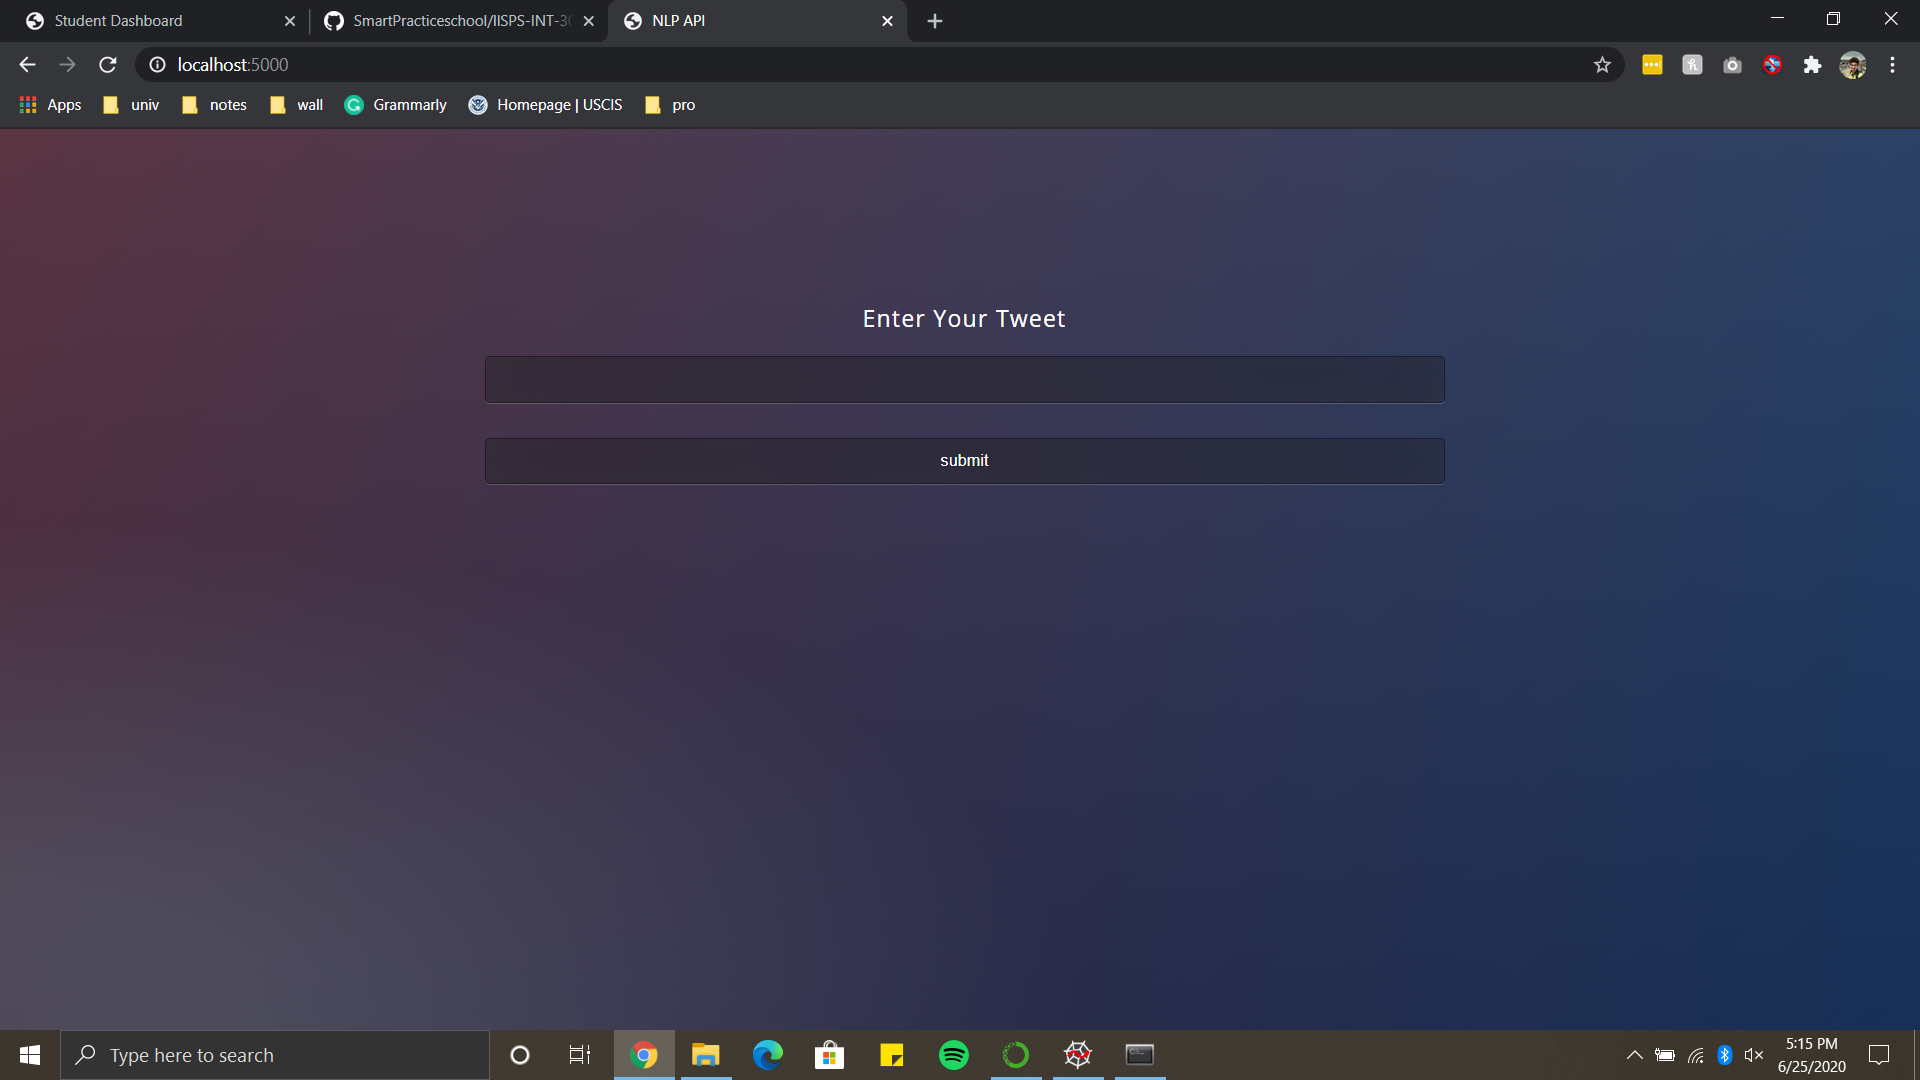 Student Dashboard
SmartPracticeschool/IISPS-INT-30
NLP API
localhost:5000
Apps
univ
notes
wall
Grammarly
Homepage | USCIS
pro
Enter Your Tweet
submit
Type here to search
5:15 PM
6/25/2020